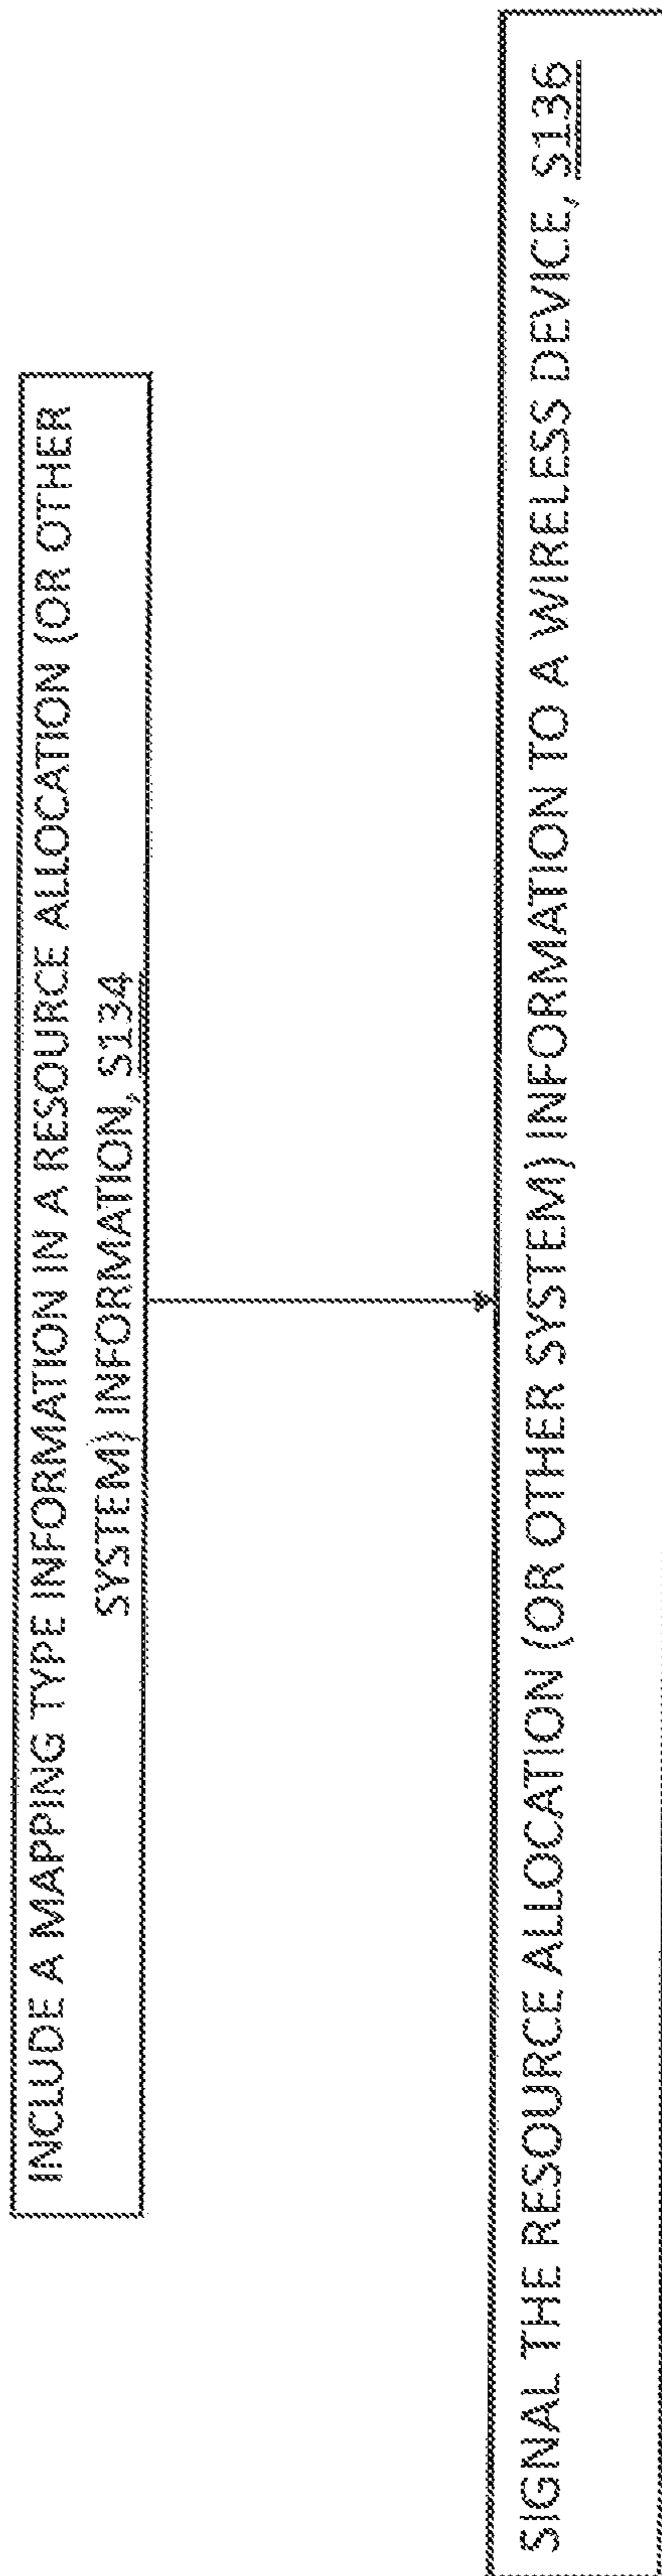 INCLUDE A MAPPING TYPE INFORMATION IN A RESOURCE ALLOCATION (OR OTHER
SYSTEM) INFORMATION, S134
SIGNAL THE RESOURCE ALLOCATION (OR OTHER SYSTEM) INFORMATION TO A WIRELESS DEVICE, S136